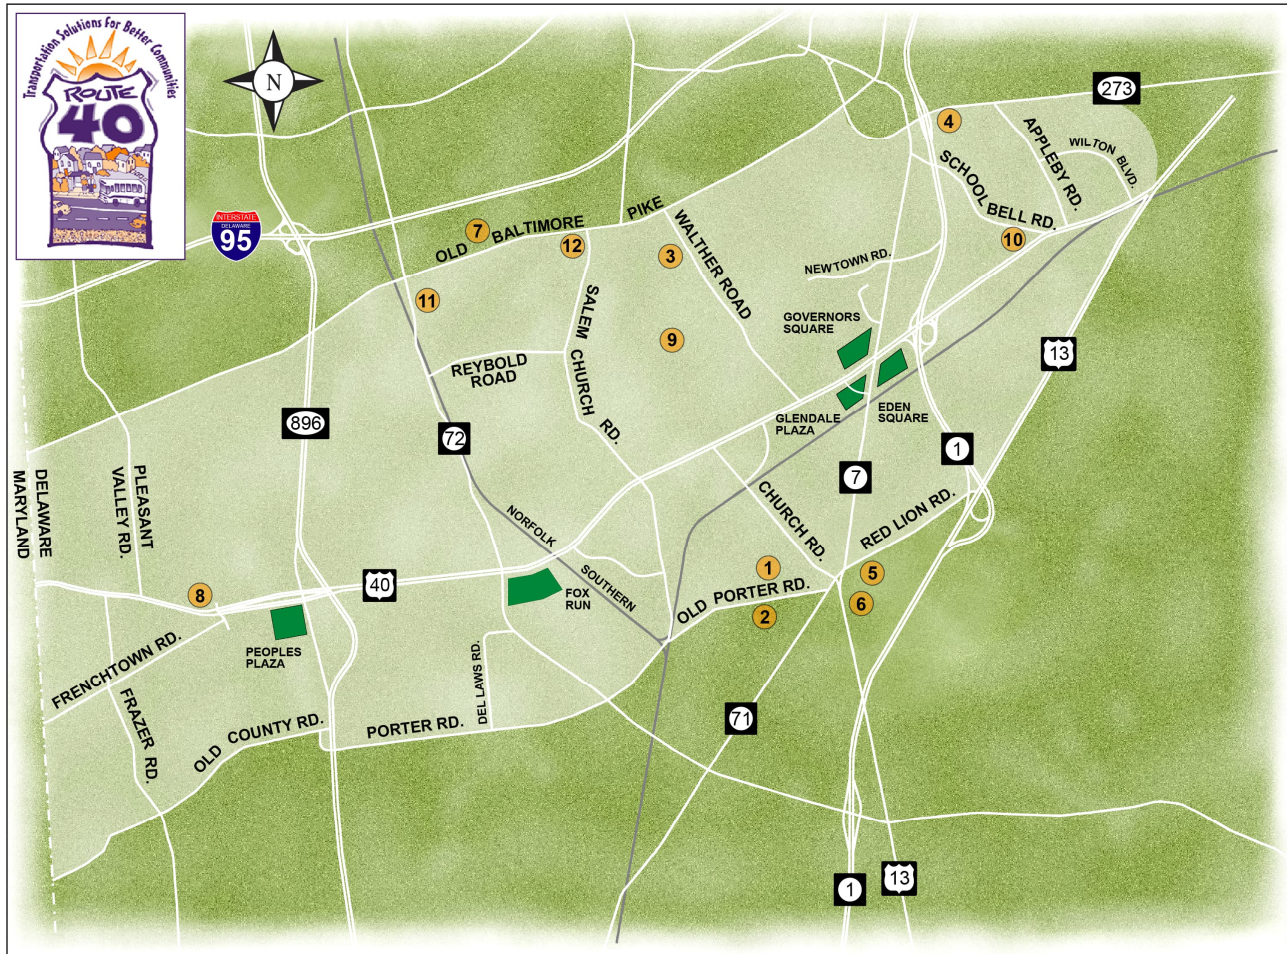 Transportation Solutions for Better Communities
ROUTE
40
N
INTERSTATE
DELAWARE
95
273
4
APPLEBY RD.
WILTON BLVD.
SCHOOL BELL RD.
10
7
OLD BALTIMORE PIKE
12
3
WALTHER ROAD
NEWTOWN RD.
11
SALEM CHURCH RD.
9
GOVERNORS
SQUARE
13
REYBOLD
ROAD
GLENDALE
PLAZA
EDEN
SQUARE
896
72
1
7
DELAWARE
MARYLAND
PLEASANT
VALLEY RD.
NORFOLK SOUTHERN
CHURCH RD.
RED LION RD.
8
40
FOX
RUN
1
OLD PORTER RD.
2
5
6
FRENCHTOWN RD.
PEOPLES
PLAZA
FRAZER RD.
OLD COUNTY RD.
PORTER RD.
DEL LAWS RD.
71
1
13